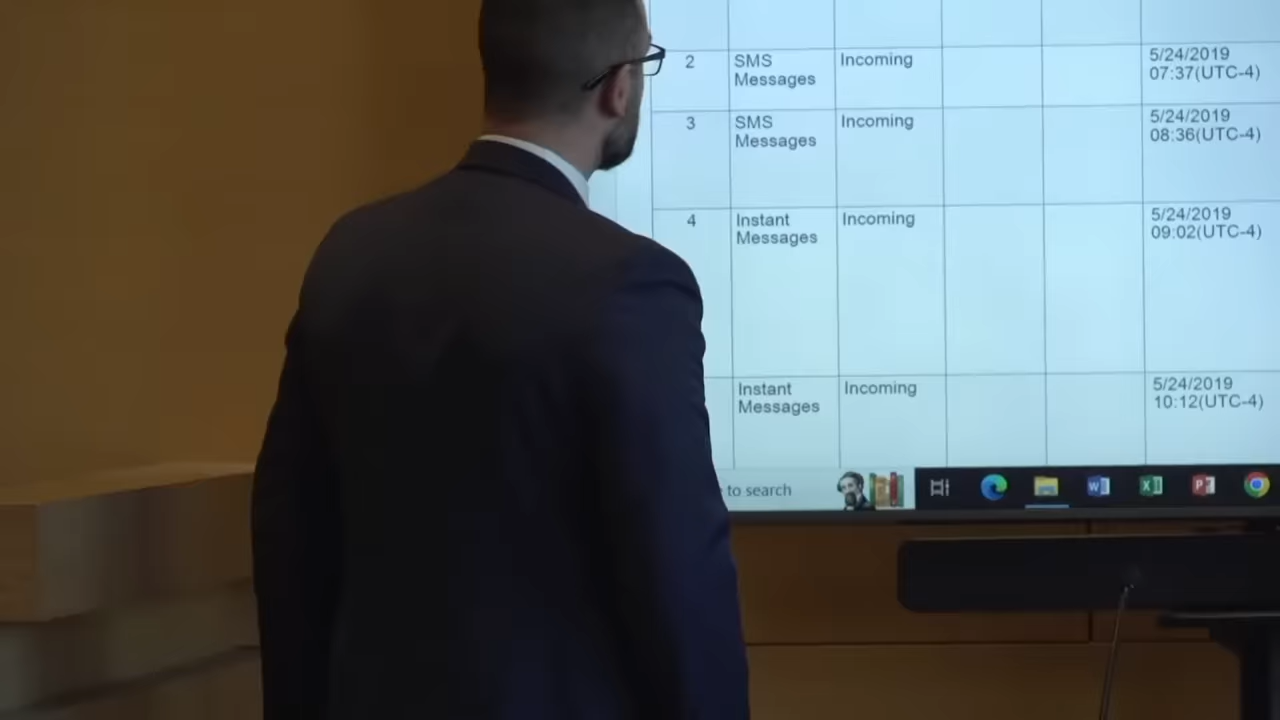 2
SMS
Messages
Incoming
5/24/2019
07:37(UTC-4)
3
SMS
Messages
Incoming
5/24/2019
08:36(UTC-4)
4
Instant
Messages
Incoming
5/24/2019
09:02(UTC-4)
Instant
Messages
Incoming
5/24/2019
10:12(UTC-4)
to search